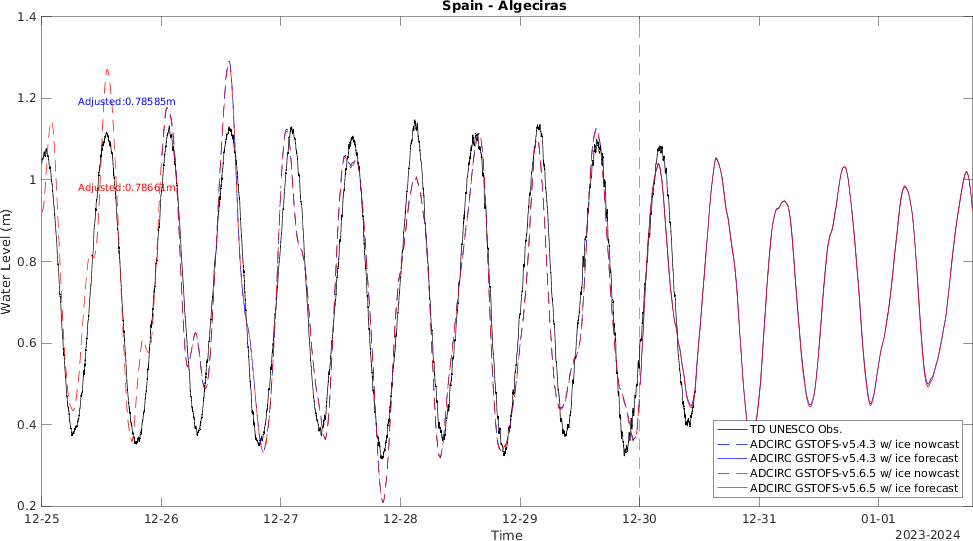 Spain - Algeciras
1.4
1.2
1
0.8
0.6
0.4
0.2
Water Level (m)
Adjusted:0.78585m
Adjusted:0.78661m
TD UNESCO Obs.
ADCIRC GSTOFS-v5.4.3 w/ ice nowcast
ADCIRC GSTOFS-v5.4.3 w/ ice forecast
ADCIRC GSTOFS-v5.6.5 w/ ice nowcast
ADCIRC GSTOFS-v5.6.5 w/ ice forecast
12-25 12-26 12-27 12-28 12-29 12-30 12-31 01-01
Time
2023-2024